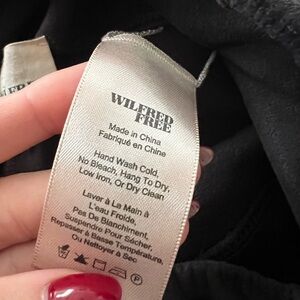 WILFRED
FREE
Made in China
Fabriqué en Chine
Hand Wash Cold,
No Bleach, Hang To Dry,
Low Iron, Or Dry Clean
Laver à La Main à
L'eau Froide,
Pas De Blanchiment,
Suspendre Pour Sécher,
Repasser à Basse Température,
Ou Nettoyer à Sec